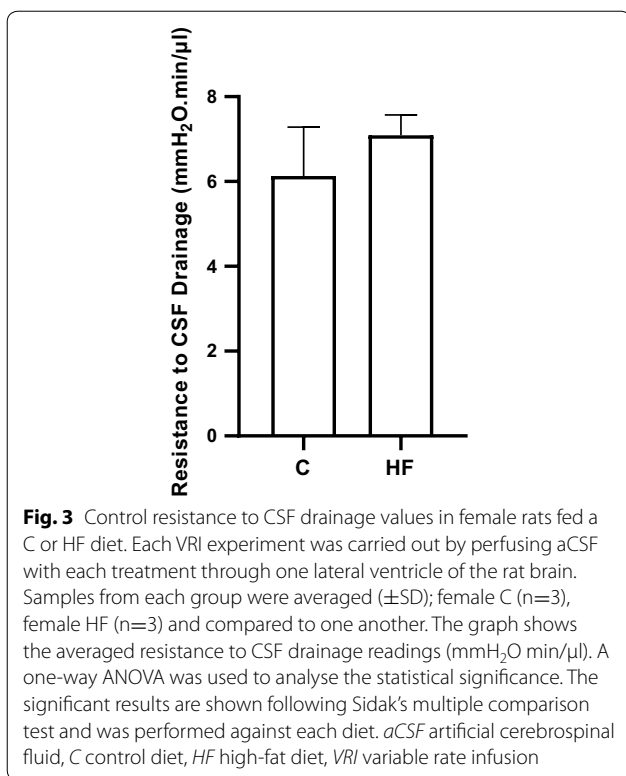 Resistance to CSF Drainage (mmH₂O.min/µl)
8
6
4
2
0
C HF
Fig. 3 Control resistance to CSF drainage values in female rats fed a
C or HF diet. Each VRI experiment was carried out by perfusing aCSF
with each treatment through one lateral ventricle of the rat brain.
Samples from each group were averaged (±SD); female C (n=3),
female HF (n=3) and compared to one another. The graph shows
the averaged resistance to CSF drainage readings (mmH₂O min/µl). A
one-way ANOVA was used to analyse the statistical significance. The
significant results are shown following Sidak's multiple comparison
test and was performed against each diet. aCSF artificial cerebrospinal
fluid, C control diet, HF high-fat diet, VRI variable rate infusion